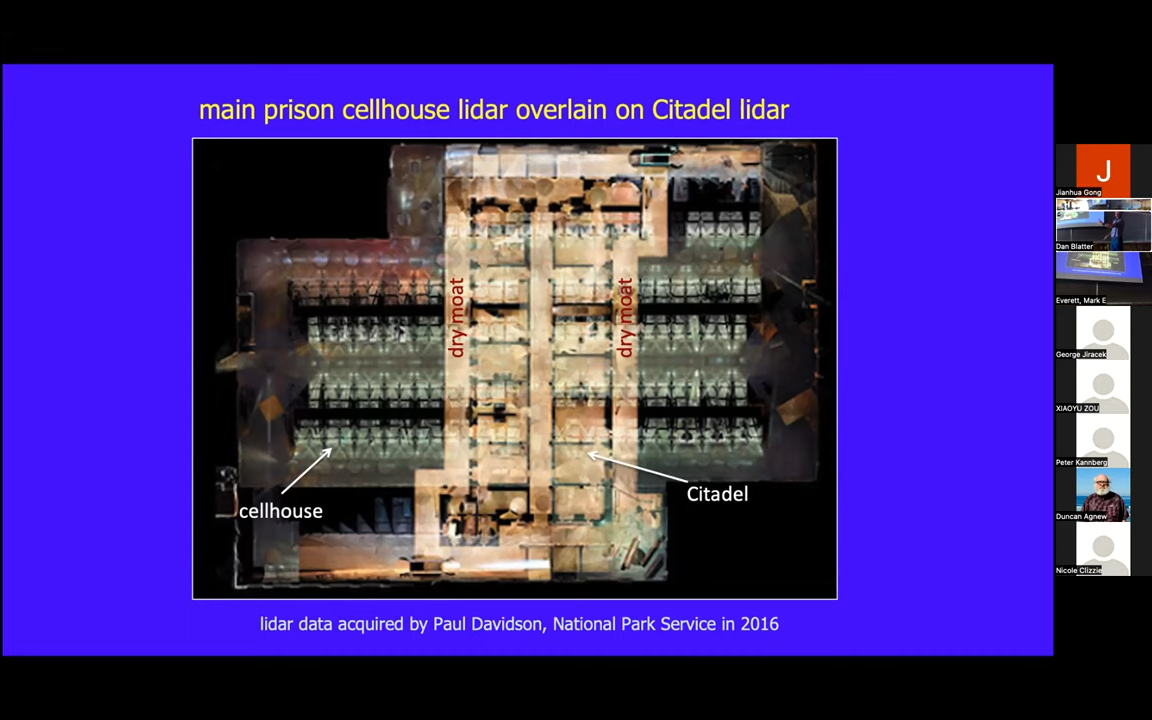 main prison cellhouse lidar overlain on Citadel lidar
dry moat
dry moat
cellhouse
Citadel
lidar data acquired by Paul Davidson, National Park Service in 2016
J
Jianhua Gong
Dan Blatter
Everett, Mark E
George Jiracek
XIAOYU ZOU
Peter Kannberg
Duncan Agnew
Nicole Clizzie